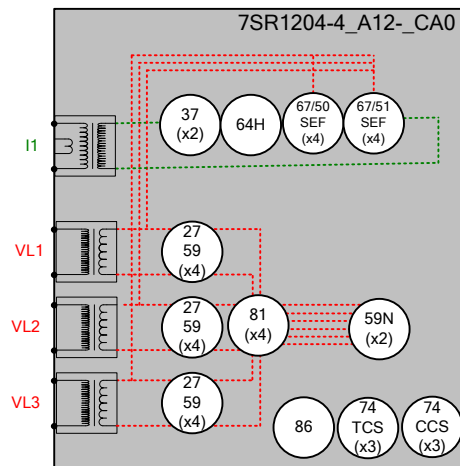 7SR1204-4_A12-_CA0
37
(x2)
64H
67/50
SEF
(x4)
67/51
SEF
(x4)
I1
VL1
27
59
(x4)
VL2
27
59
(x4)
81
(x4)
59N
(x2)
VL3
27
59
(x4)
86
74
TCS
(x3)
74
CCS
(x3)